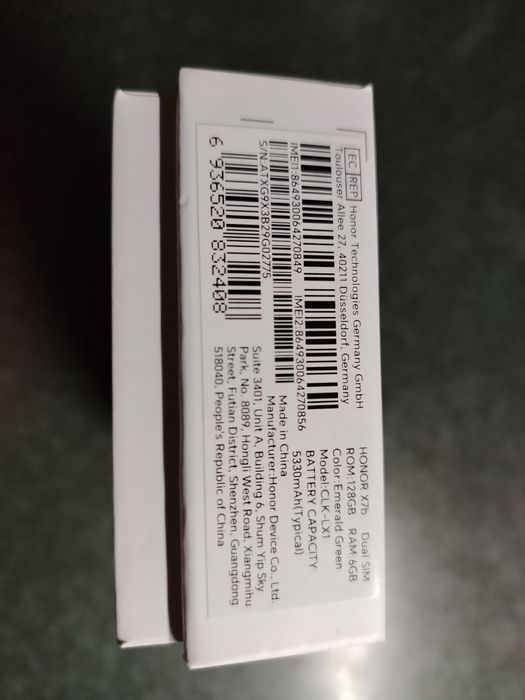 EC REP Honor Technologies Germany GmbH
Toulouser Allee 27, 40211 Düsseldorf, Germany
IMEI1:864930064270849 IMEI2:864930064270856
S/N:ATXG9X3B29G02775
6 936520 832408
HONOR X7b Dual SIM
ROM:128GB RAM:6GB
Color:Emerald Green
Model:CLK-LX1
BATTERY CAPACITY:
5330mAh(Typical)
Made in China
Manufacturer:Honor Device Co., Ltd.
Suite 3401, Unit A, Building 6, Shum Yip Sky
Park, No. 8089, Hongli West Road, Xiangmihu
Street, Futian District, Shenzhen, Guangdong
518040, People's Republic of China